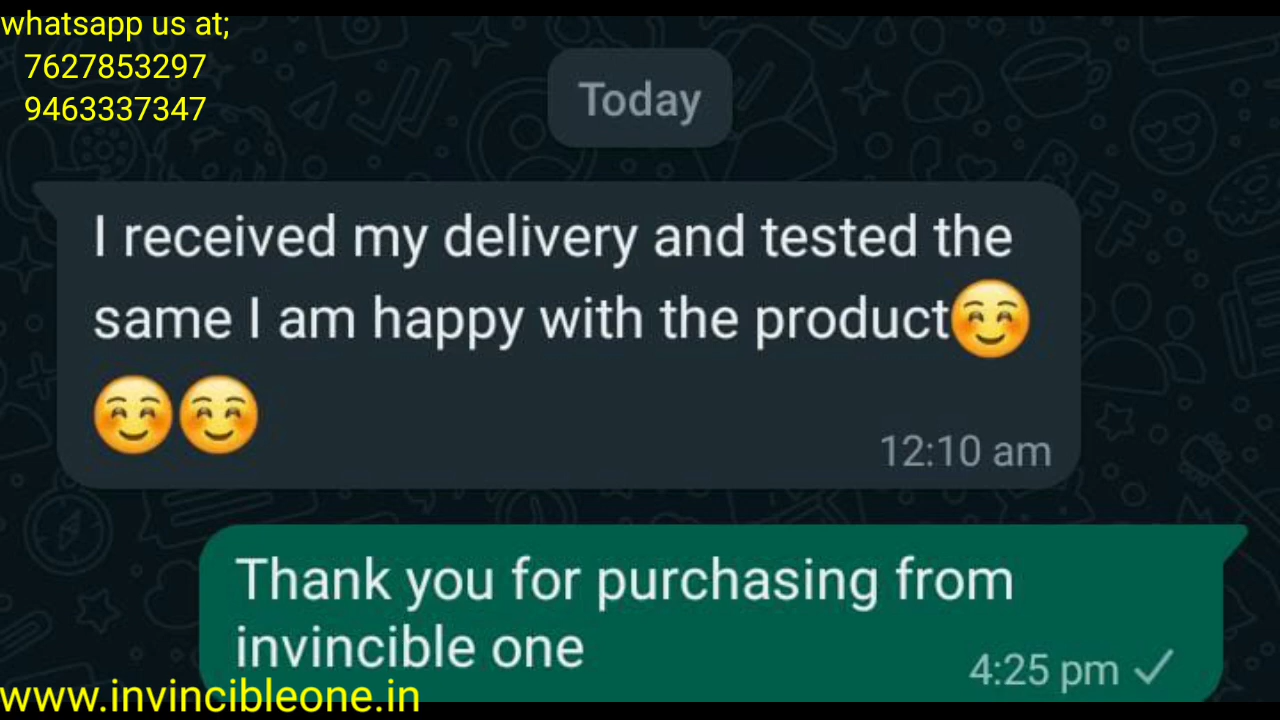 whatsapp us at;
7627853297
9463337347
Today
I received my delivery and tested the
same I am happy with the product😊
😊😊
12:10 am
Thank you for purchasing from
invincible one
4:25 pm ✓
www.invincibleone.in